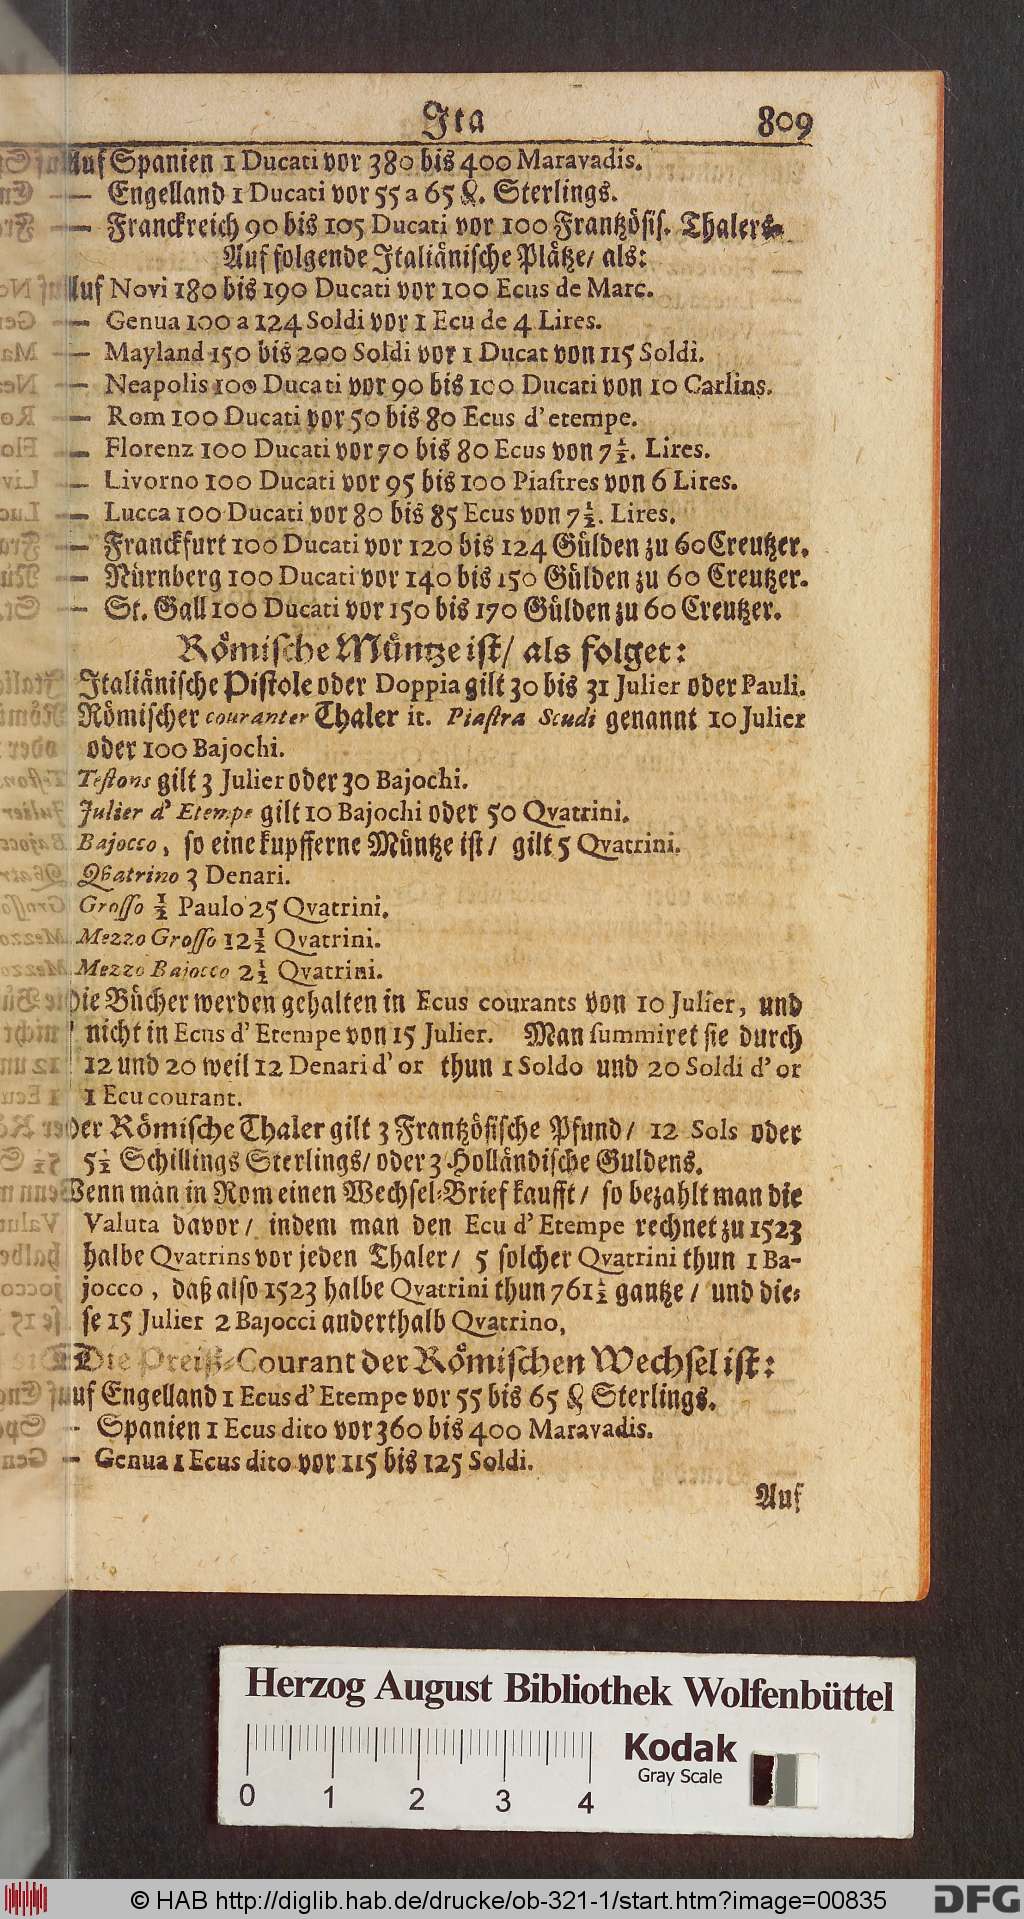 Ita 809
Auf Spanien 1 Ducati vor 380 bis 400 Maravadis.
— Engelland 1 Ducati vor 55 a 65 ₰. Sterlings.
— Franckreich 90 bis 105 Ducati vor 100 Frantzösis. Thalers.
Auf folgende Italiänische Plätze/ als:
Auf Novi 180 bis 190 Ducati vor 100 Ecus de Marc.
— Genua 100 a 124 Soldi vor 1 Ecu de 4 Lires.
— Mayland 150 bis 200 Soldi vor 1 Ducat von 115 Soldi.
— Neapolis 100 Ducati vor 90 bis 100 Ducati von 10 Carlins.
— Rom 100 Ducati vor 50 bis 80 Ecus d'etempe.
— Florenz 100 Ducati vor 70 bis 80 Ecus von 7½. Lires.
— Livorno 100 Ducati vor 95 bis 100 Piastres von 6 Lires.
— Lucca 100 Ducati vor 80 bis 85 Ecus von 7½. Lires.
— Franckfurt 100 Ducati vor 120 bis 124 Gülden zu 60 Creutzer.
— Nürnberg 100 Ducati vor 140 bis 150 Gülden zu 60 Creutzer.
— St. Gall 100 Ducati vor 150 bis 170 Gülden zu 60 Creutzer.
Römische Müntze ist/ als folget:
Italiänische Pistole oder Doppia gilt 30 bis 31 Julier oder Pauli.
Römischer couranter Thaler it. Piastra Scudi genannt 10 Julier
oder 100 Bajochi.
Testons gilt 3 Julier oder 30 Bajochi.
Julier d' Etempe gilt 10 Bajochi oder 50 Qvatrini.
Bajocco, so eine kupfferne Müntze ist/ gilt 5 Qvatrini.
Qvatrino 3 Denari.
Grosso ½ Paulo 25 Qvatrini.
Mezzo Grosso 12½ Qvatrini.
Mezzo Bajocco 2½ Qvatrini.
Die Bücher werden gehalten in Ecus courants von 10 Julier, und
nicht in Ecus d' Etempe von 15 Julier. Man summiret sie durch
12 und 20 weil 12 Denari d' or thun 1 Soldo und 20 Soldi d' or
1 Ecu courant.
Der Römische Thaler gilt 3 Frantzösische Pfund/ 12 Sols oder
5½ Schillings Sterlings/ oder 3 Holländische Guldens.
Wenn man in Rom einen Wechsel-Brief kaufft/ so bezahlt man die
Valuta davor/ indem man den Ecu d' Etempe rechnet zu 1523
halbe Qvatrins vor jeden Thaler/ 5 solcher Qvatrini thun 1 Ba-
jocco, daß also 1523 halbe Qvatrini thun 761½ gantze/ und die-
se 15 Julier 2 Bajocci anderthalb Qvatrino,
Die Preiß-Courant der Römischen Wechsel ist:
Auf Engelland 1 Ecus d' Etempe vor 55 bis 65 ₰ Sterlings.
- Spanien 1 Ecus dito vor 360 bis 400 Maravadis.
— Genua 1 Ecus dito vor 115 bis 125 Soldi.
Auf
Herzog August Bibliothek Wolfenbüttel
Kodak
Gray Scale
0 1 2 3 4
© HAB http://diglib.hab.de/drucke/ob-321-1/start.htm?image=00835
DFG